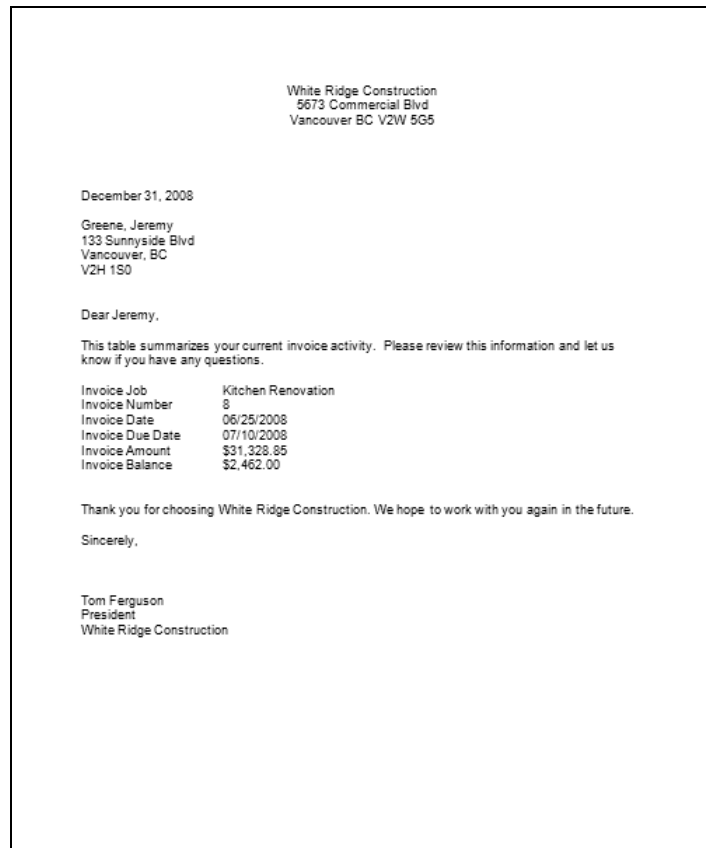 White Ridge Construction
5673 Commercial Blvd
Vancouver BC V2W 5G5
December 31, 2008
Greene, Jeremy
133 Sunnyside Blvd
Vancouver, BC
V2H 1S0
Dear Jeremy,
This table summarizes your current invoice activity.  Please review this information and let us
know if you have any questions.
Invoice Job Kitchen Renovation
Invoice Number 8
Invoice Date 06/25/2008
Invoice Due Date 07/10/2008
Invoice Amount $31,328.85
Invoice Balance $2,462.00
Thank you for choosing White Ridge Construction. We hope to work with you again in the future.
Sincerely,
Tom Ferguson
President
White Ridge Construction